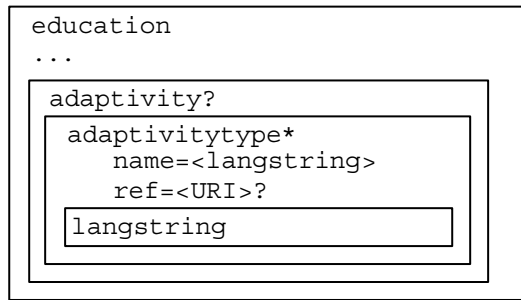 education
...
adaptivity?
adaptivitytype*
name=<langstring>
ref=<URI>?
langstring